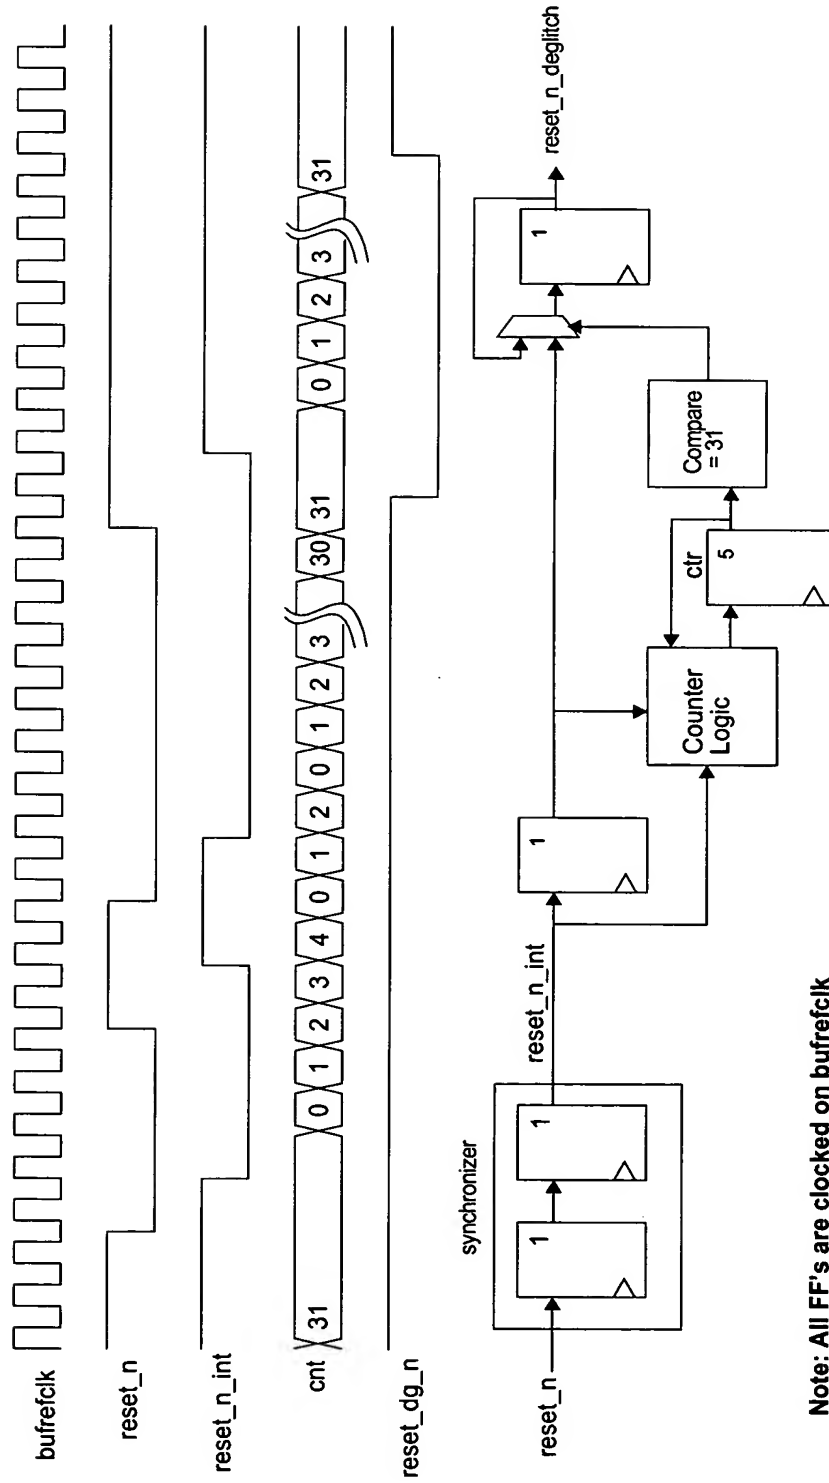 bufrefclk
reset_n
reset_n_int
cnt
31 0 1 2 3 4 0 1 2 0 1 2 3 30 31 0 1 2 3 31
reset_dg_n
synchronizer
reset_n
1
1
reset_n_int
1
Counter
Logic
ctr
5
Compare
= 31
1
reset_n_deglitch
Note: All FF's are clocked on bufrefclk